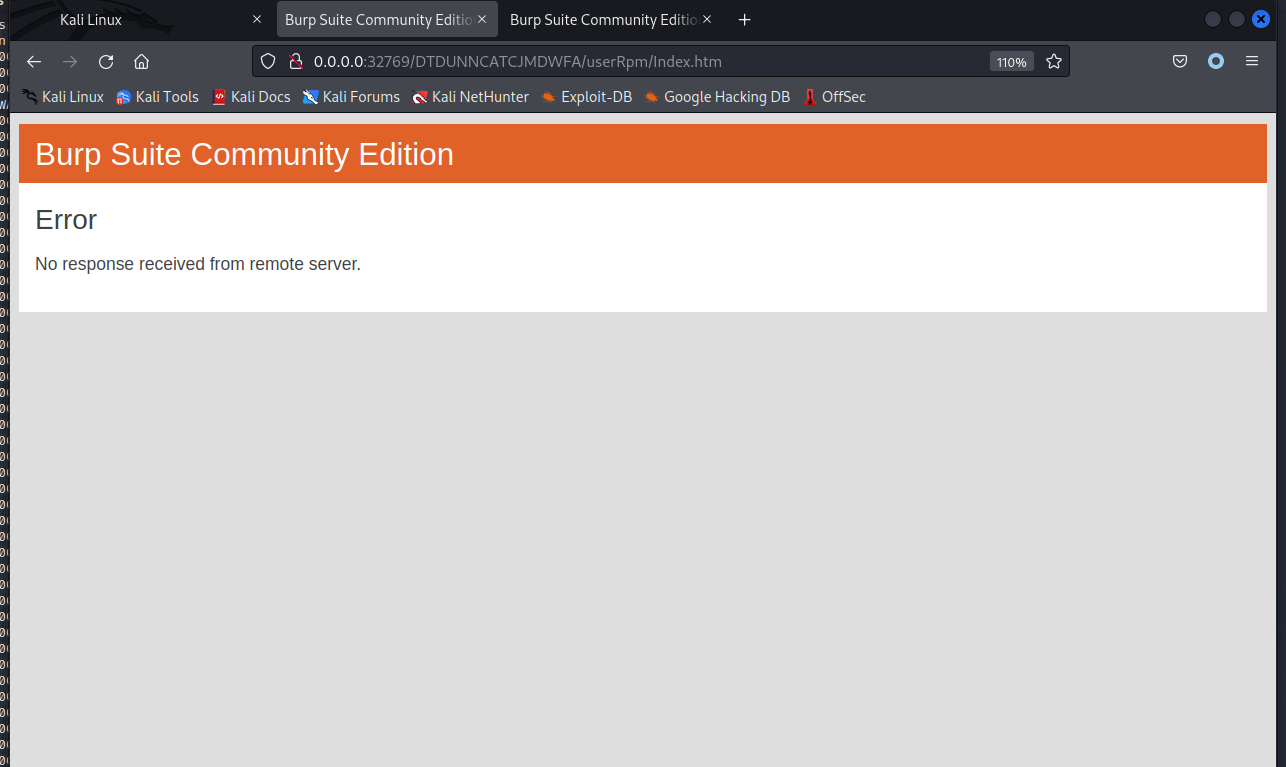 Kali Linux
Burp Suite Community Editio
Burp Suite Community Editio
0.0.0.0:32769/DTDUNNCATCJMDWFA/userRpm/Index.htm
110%
Kali Linux
Kali Tools
Kali Docs
Kali Forums
Kali NetHunter
Exploit-DB
Google Hacking DB
OffSec
Burp Suite Community Edition
Error
No response received from remote server.